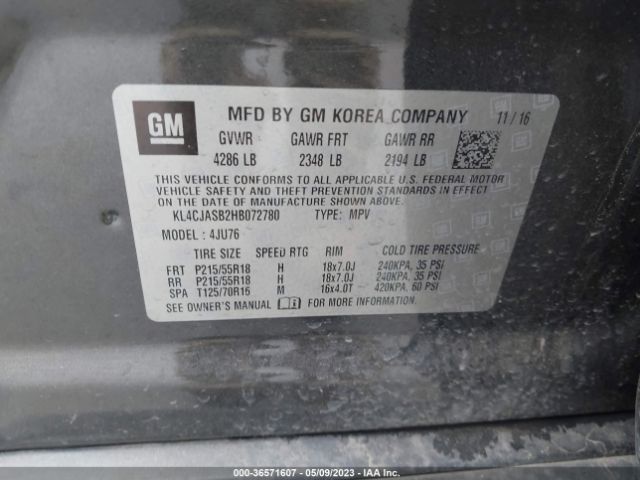 GM MFD BY GM KOREA COMPANY 11/16
GVWR GAWR FRT GAWR RR
4286 LB 2348 LB 2194 LB
THIS VEHICLE CONFORMS TO ALL APPLICABLE U.S. FEDERAL MOTOR
VEHICLE SAFETY AND THEFT PREVENTION STANDARDS IN EFFECT
ON THE DATE OF MANUFACTURE SHOWN ABOVE.
KL4CJASB2HB072780 TYPE: MPV
MODEL: 4JU76
TIRE SIZE SPEED RTG RIM COLD TIRE PRESSURE
FRT P215/55R18 H 18x7.0J 240KPA, 35 PSI
RR P215/55R18 H 18x7.0J 240KPA, 35 PSI
SPA T125/70R16 M 16x4.0T 420KPA, 60 PSI
SEE OWNER'S MANUAL FOR MORE INFORMATION.
000-36571607 - 05/09/2023 - IAA Inc.